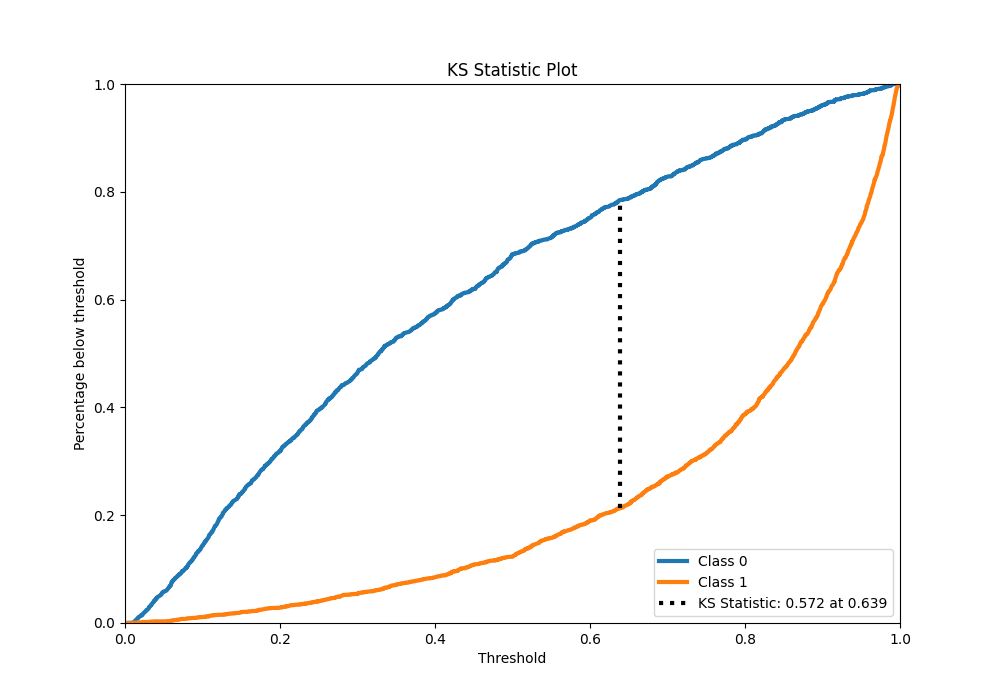 KS Statistic Plot
1.0
0.8
0.6
0.4
0.2
0.0
Percentage below threshold
0.0 0.2 0.4 0.6 0.8 1.0
Threshold
Class 0
Class 1
KS Statistic: 0.572 at 0.639